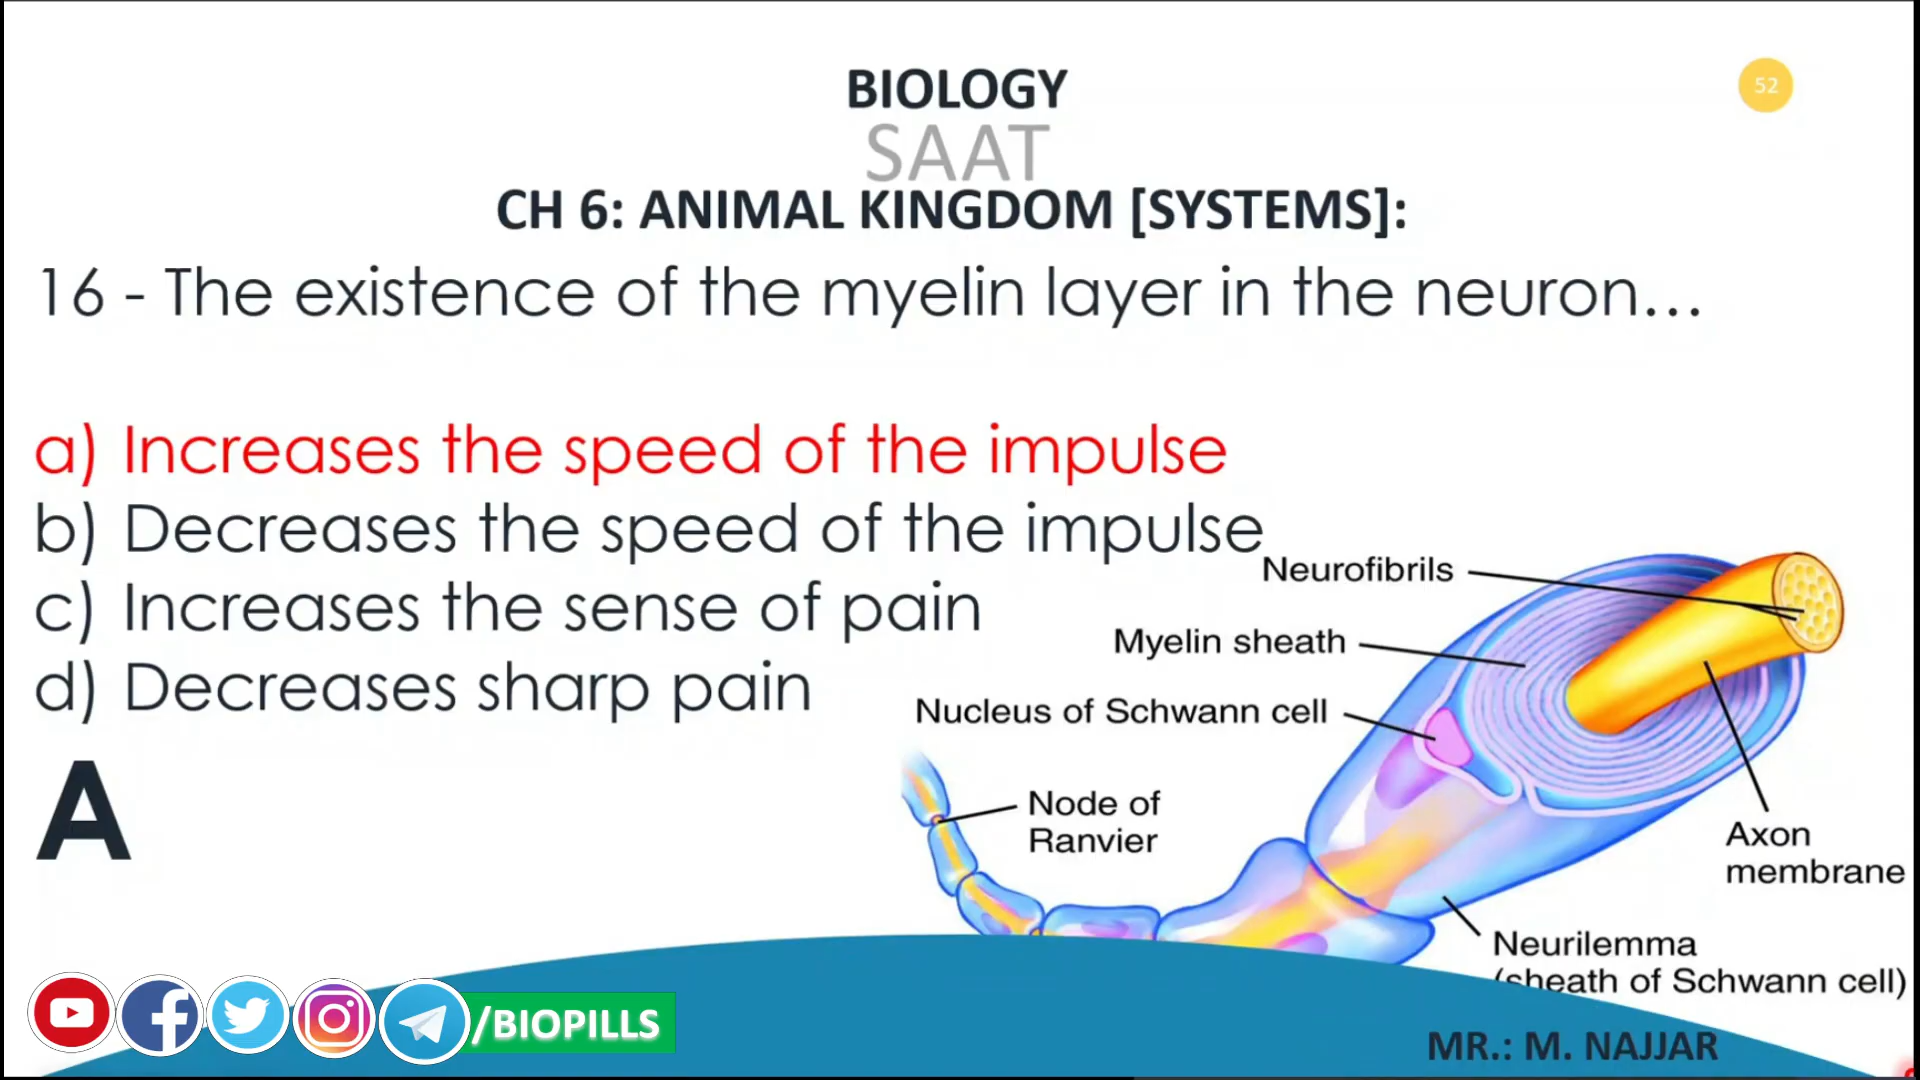 BIOLOGY
52
SAAT
CH 6: ANIMAL KINGDOM [SYSTEMS]:
16 - The existence of the myelin layer in the neuron...
a) Increases the speed of the impulse
b) Decreases the speed of the impulse
c) Increases the sense of pain
d) Decreases sharp pain
A
Neurofibrils
Myelin sheath
Nucleus of Schwann cell
Node of
Ranvier
Axon
membrane
Neurilemma
(sheath of Schwann cell)
/BIOPILLS
MR.: M. NAJJAR